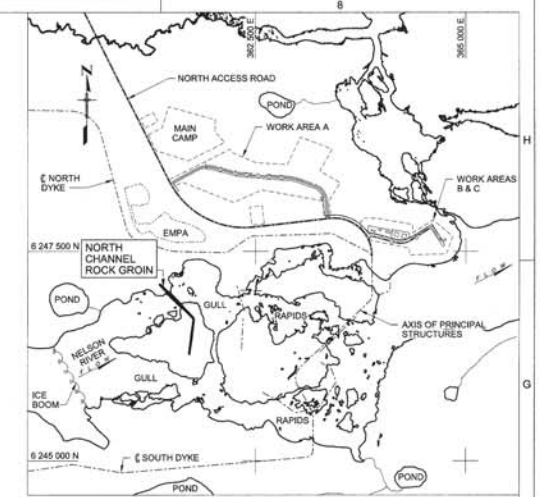 8
362 500 E
365 000 E
N
NORTH ACCESS ROAD
POND
MAIN
CAMP
WORK AREA A
H
℄ NORTH
DYKE
WORK AREAS
B & C
EMPA
6 247 500 N
NORTH
CHANNEL
ROCK GROIN
FLOW
POND
GULL
RAPIDS
AXIS OF PRINCIPAL
STRUCTURES
NELSON
RIVER
FLOW
GULL
G
ICE
BOOM
RAPIDS
6 245 000 N
℄ SOUTH DYKE
POND
POND